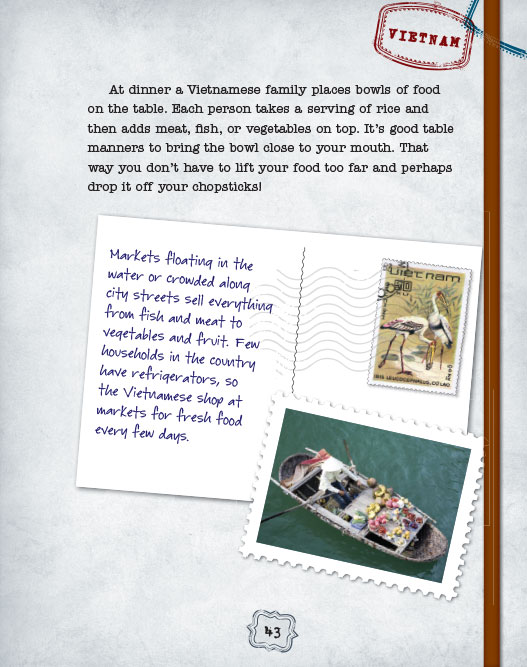 VIETNAM
At dinner a Vietnamese family places bowls of food
on the table. Each person takes a serving of rice and
then adds meat, fish, or vegetables on top. It's good table
manners to bring the bowl close to your mouth. That
way you don't have to lift your food too far and perhaps
drop it off your chopsticks!
Markets floating in the
water or crowded along
city streets sell everything
from fish and meat to
vegetables and fruit. Few
households in the country
have refrigerators, so
the Vietnamese shop at
markets for fresh food
every few days.
VIETNAM
IBIS LEUCOCEPHALUS, CÒ LAO
43